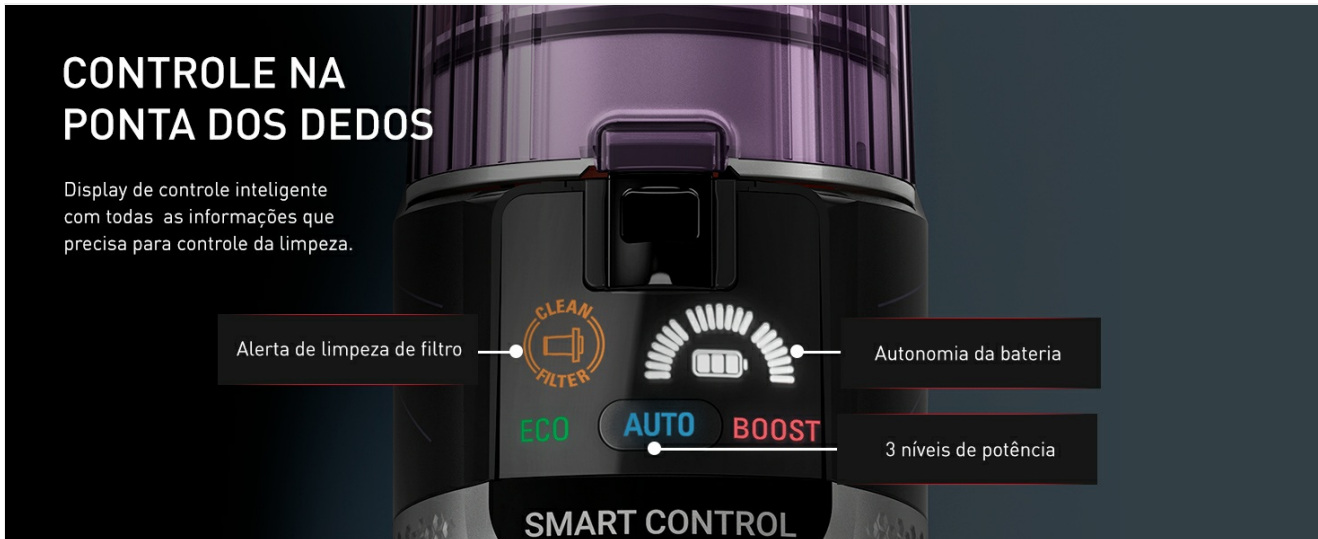 CONTROLE NA
PONTA DOS DEDOS
Display de controle inteligente
com todas as informações que
precisa para controle da limpeza.
Alerta de limpeza de filtro
CLEAN
FILTER
Autonomia da bateria
ECO
AUTO
BOOST
3 níveis de potência
SMART CONTROL